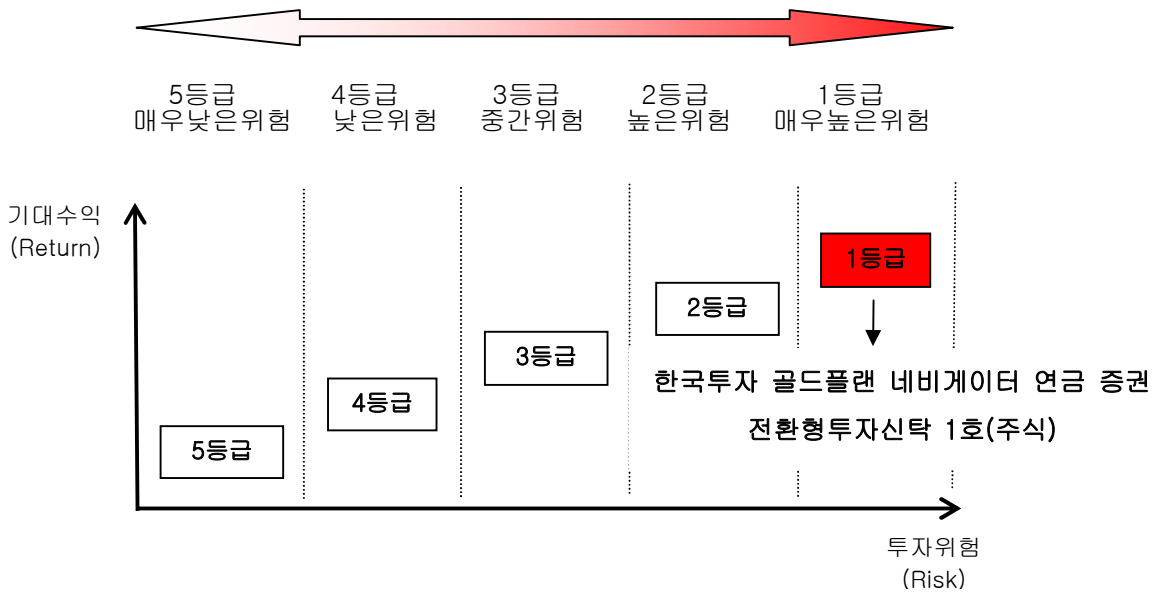 5등급 4등급 3등급 2등급 1등급
매우낮은위험 낮은위험 중간위험 높은위험 매우높은위험
기대수익
(Return)
1등급
2등급
3등급
한국투자 골드플랜 네비게이터 연금 증권
4등급
전환형투자신탁 1호(주식)
5등급
투자위험
(Risk)